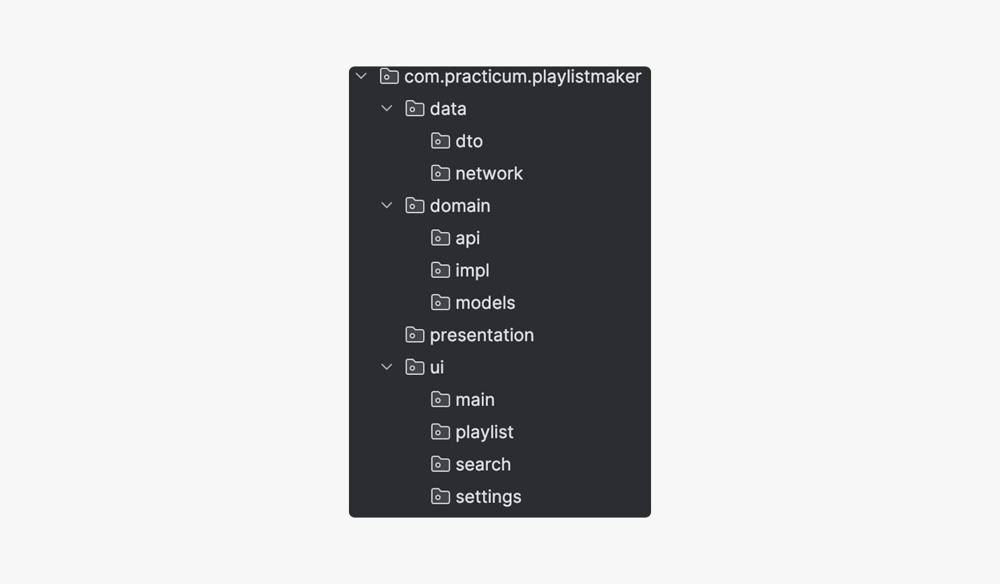 com.practicum.playlistmaker
data
dto
network
domain
api
impl
models
presentation
ui
main
playlist
search
settings